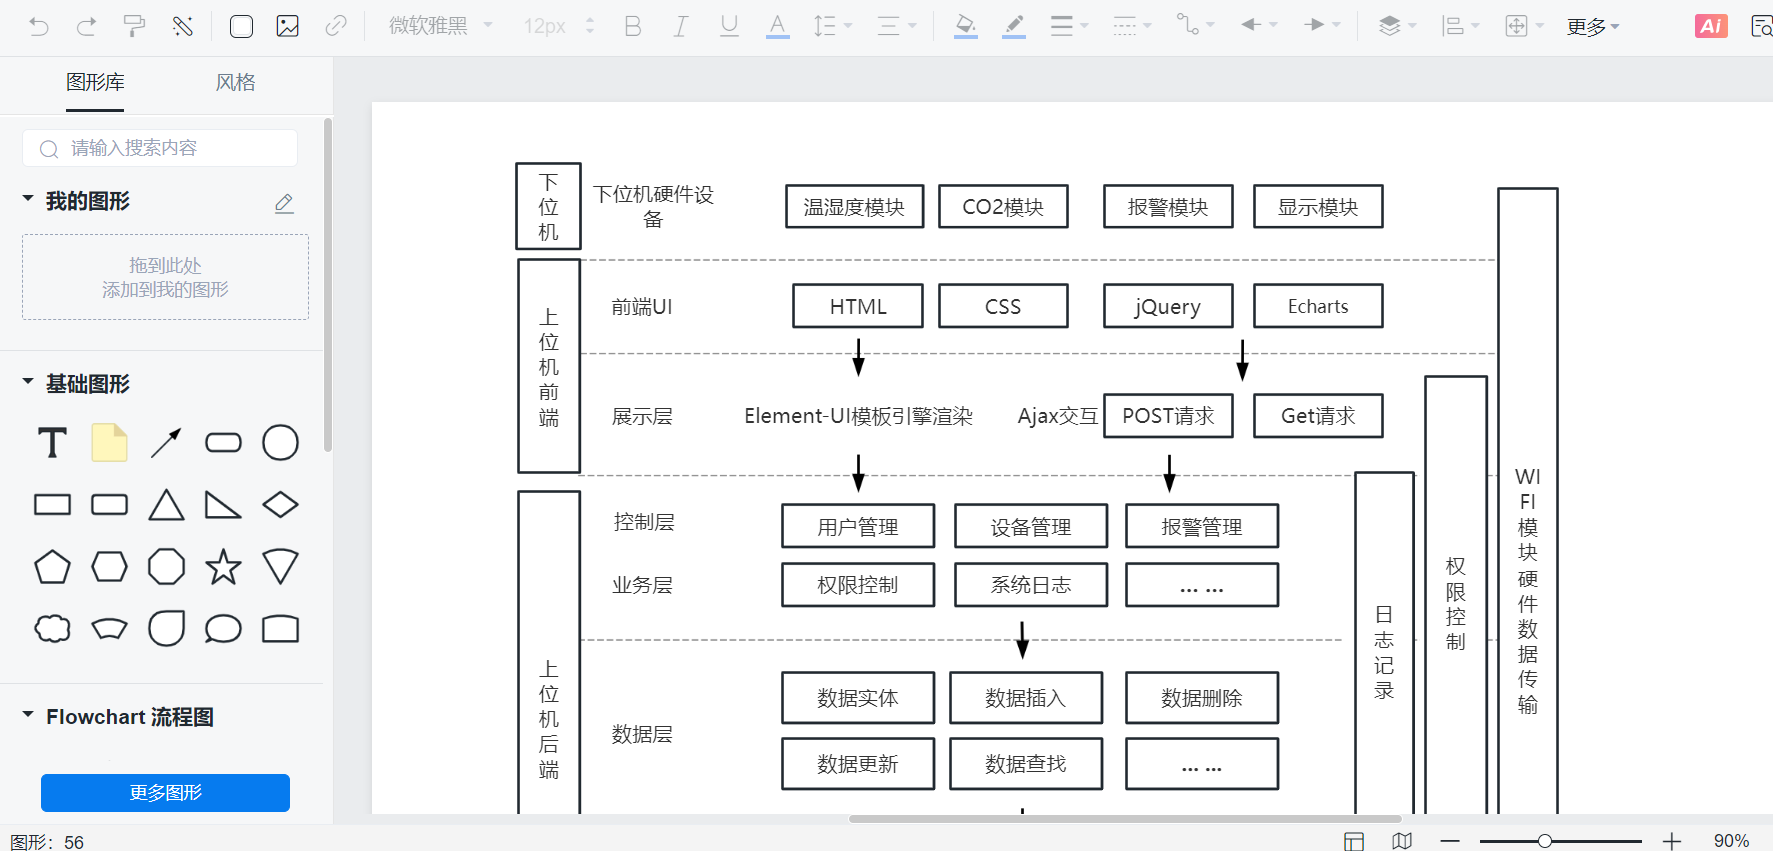 微软雅黑
12px
B
I
U
A
更多
Ai
图形库
风格
请输入搜索内容
我的图形
拖到此处
添加到我的图形
基础图形
T
Flowchart 流程图
更多图形
图形：56
90%
下
位
机
下位机硬件设
备
温湿度模块
CO2模块
报警模块
显示模块
上
位
机
前
端
前端UI
HTML
CSS
jQuery
Echarts
展示层
Element-UI模板引擎渲染
Ajax交互
POST请求
Get请求
上
位
机
后
端
控制层
用户管理
设备管理
报警管理
业务层
权限控制
系统日志
... ...
数据层
数据实体
数据插入
数据删除
数据更新
数据查找
... ...
日
志
记
录
权
限
控
制
WI
FI
模
块
硬
件
数
据
传
输